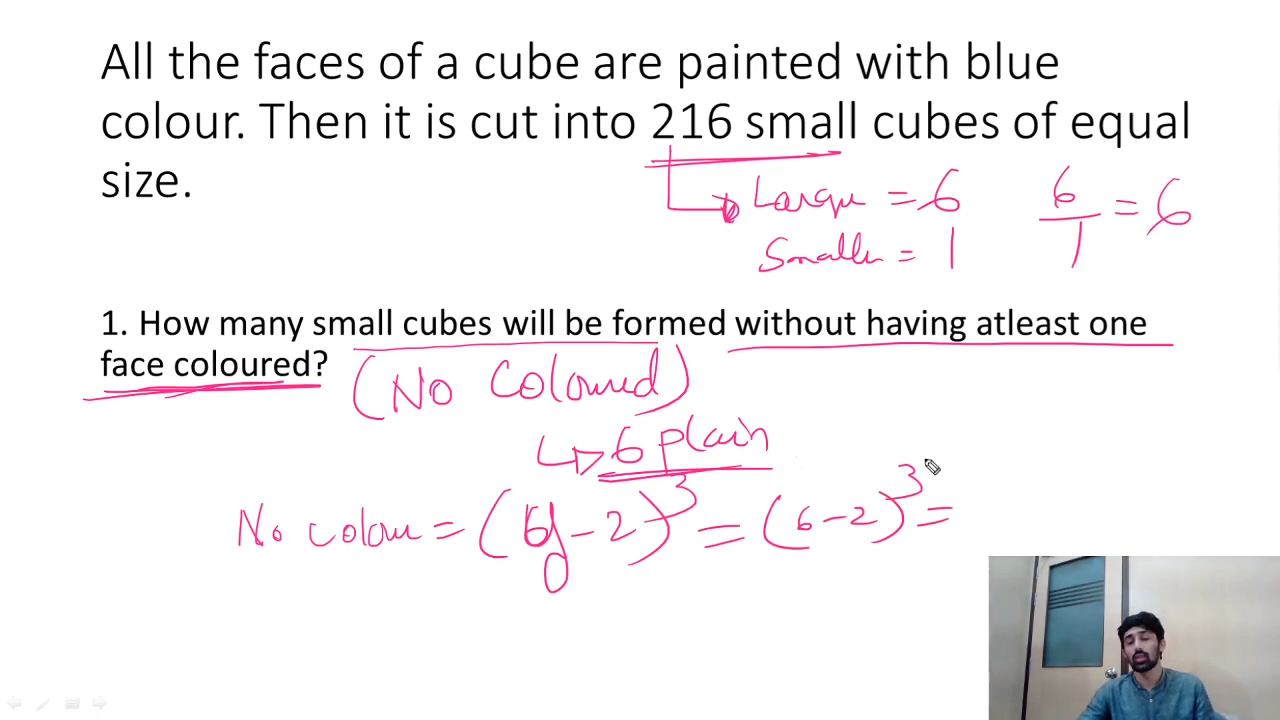 All the faces of a cube are painted with blue
colour. Then it is cut into 216 small cubes of equal
size.
Large = 6
6/1 = 6
Smaller = 1
1. How many small cubes will be formed without having atleast one
face coloured?
(No Coloured)
6 plain
No colour = ( - 2)³ = (6-2)³ =